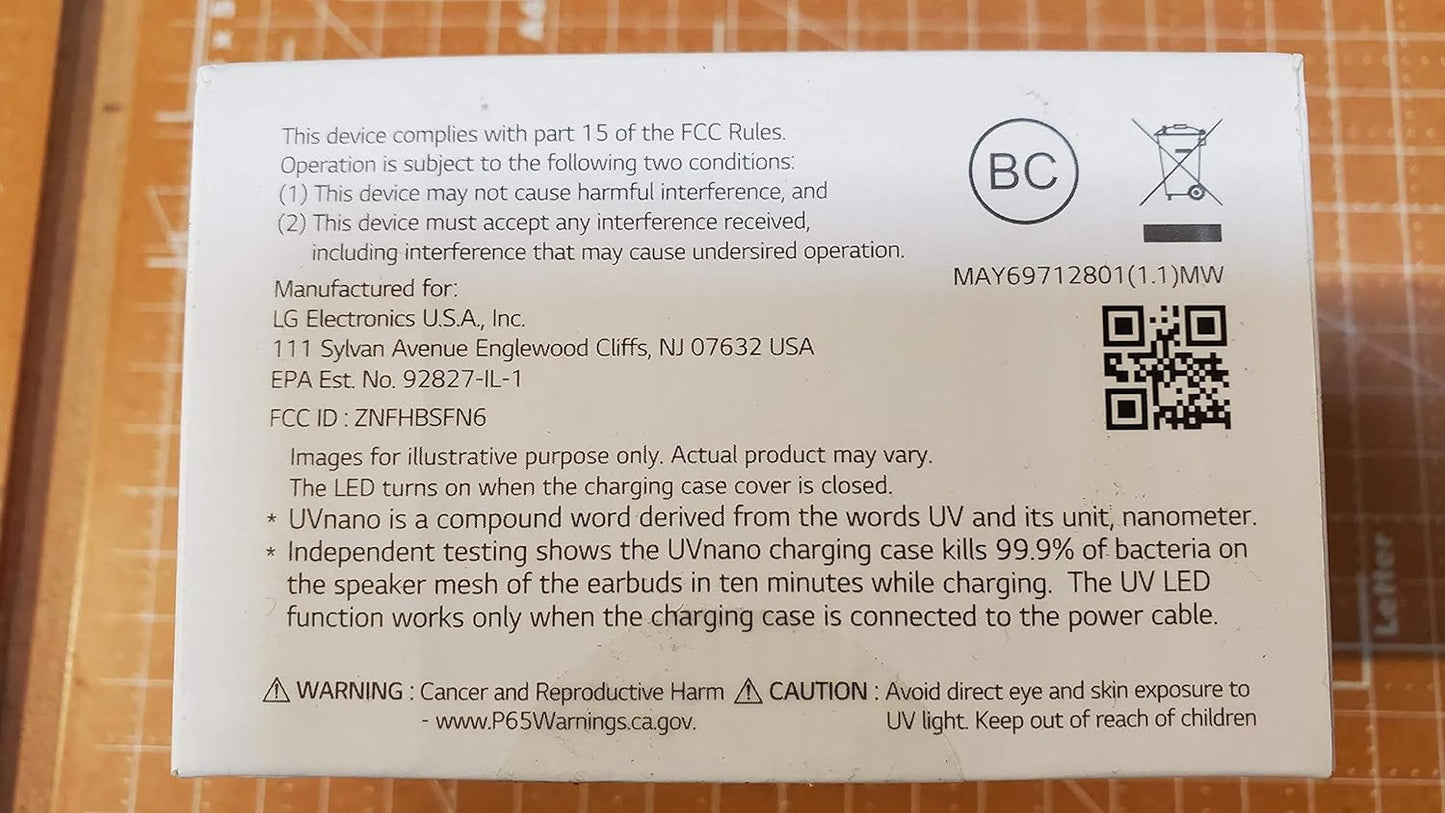 This device complies with part 15 of the FCC Rules.
Operation is subject to the following two conditions:
(1) This device may not cause harmful interference, and
(2) This device must accept any interference received,
including interference that may cause undersired operation.
Manufactured for:
LG Electronics U.S.A., Inc.
111 Sylvan Avenue Englewood Cliffs, NJ 07632 USA
EPA Est. No. 92827-IL-1
FCC ID : ZNFHBSFN6
BC
MAY69712801(1.1)MW
Images for illustrative purpose only. Actual product may vary.
The LED turns on when the charging case cover is closed.
* UVnano is a compound word derived from the words UV and its unit, nanometer.
* Independent testing shows the UVnano charging case kills 99.9% of bacteria on
the speaker mesh of the earbuds in ten minutes while charging. The UV LED
function works only when the charging case is connected to the power cable.
⚠ WARNING : Cancer and Reproductive Harm
- www.P65Warnings.ca.gov.
⚠ CAUTION : Avoid direct eye and skin exposure to
UV light. Keep out of reach of children
Letter